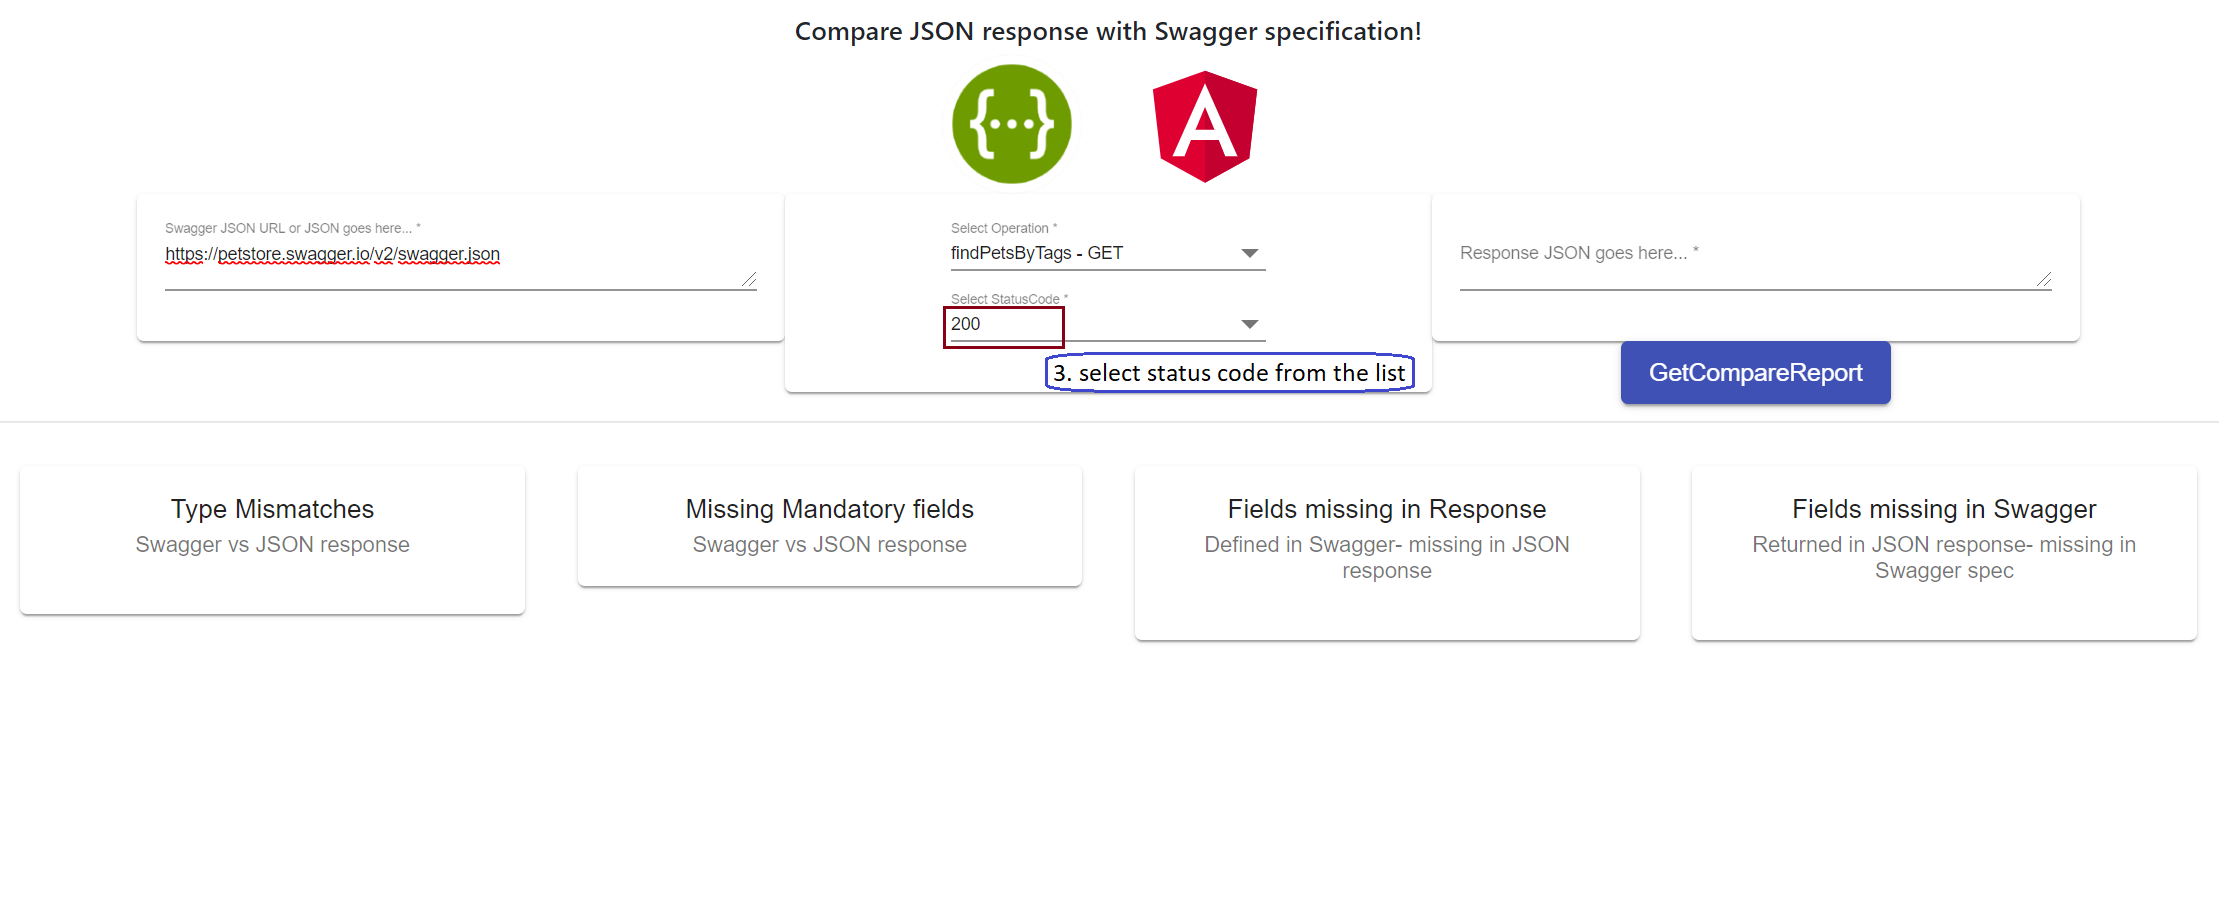 Compare JSON response with Swagger specification!
Swagger JSON URL or JSON goes here... *
https://petstore.swagger.io/v2/swagger.json
Select Operation *
findPetsByTags - GET
Select StatusCode *
200
3. select status code from the list
Response JSON goes here... *
GetCompareReport
Type Mismatches
Swagger vs JSON response
Missing Mandatory fields
Swagger vs JSON response
Fields missing in Response
Defined in Swagger- missing in JSON
response
Fields missing in Swagger
Returned in JSON response- missing in
Swagger spec